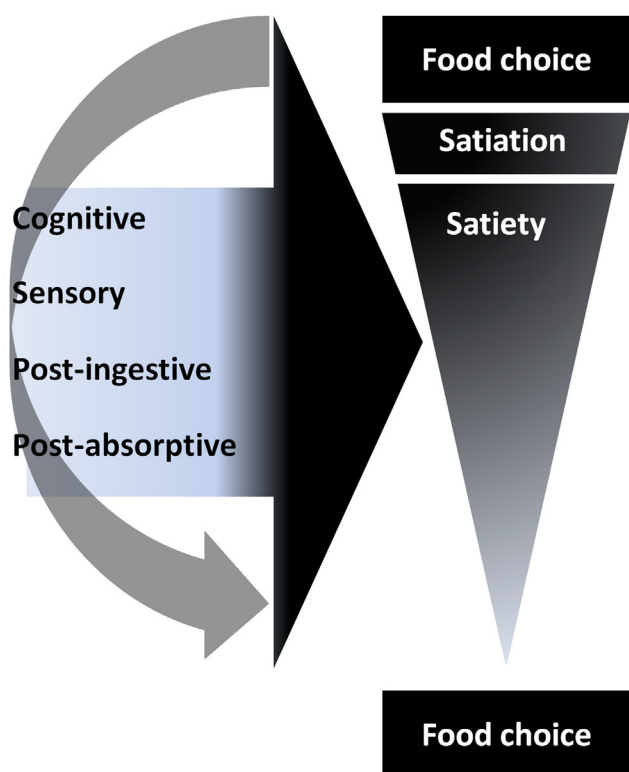 Food choice
Satiation
Satiety
Cognitive
Sensory
Post-ingestive
Post-absorptive
Food choice